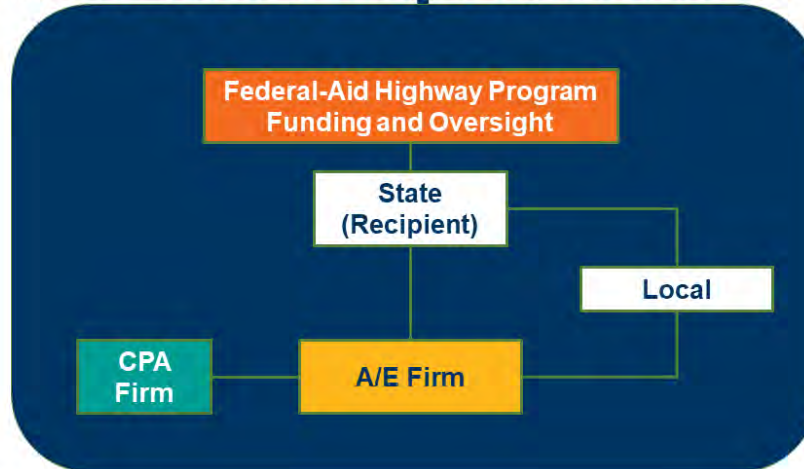 Federal-Aid Highway Program
Funding and Oversight
State
(Recipient)
Local
CPA
Firm
A/E Firm